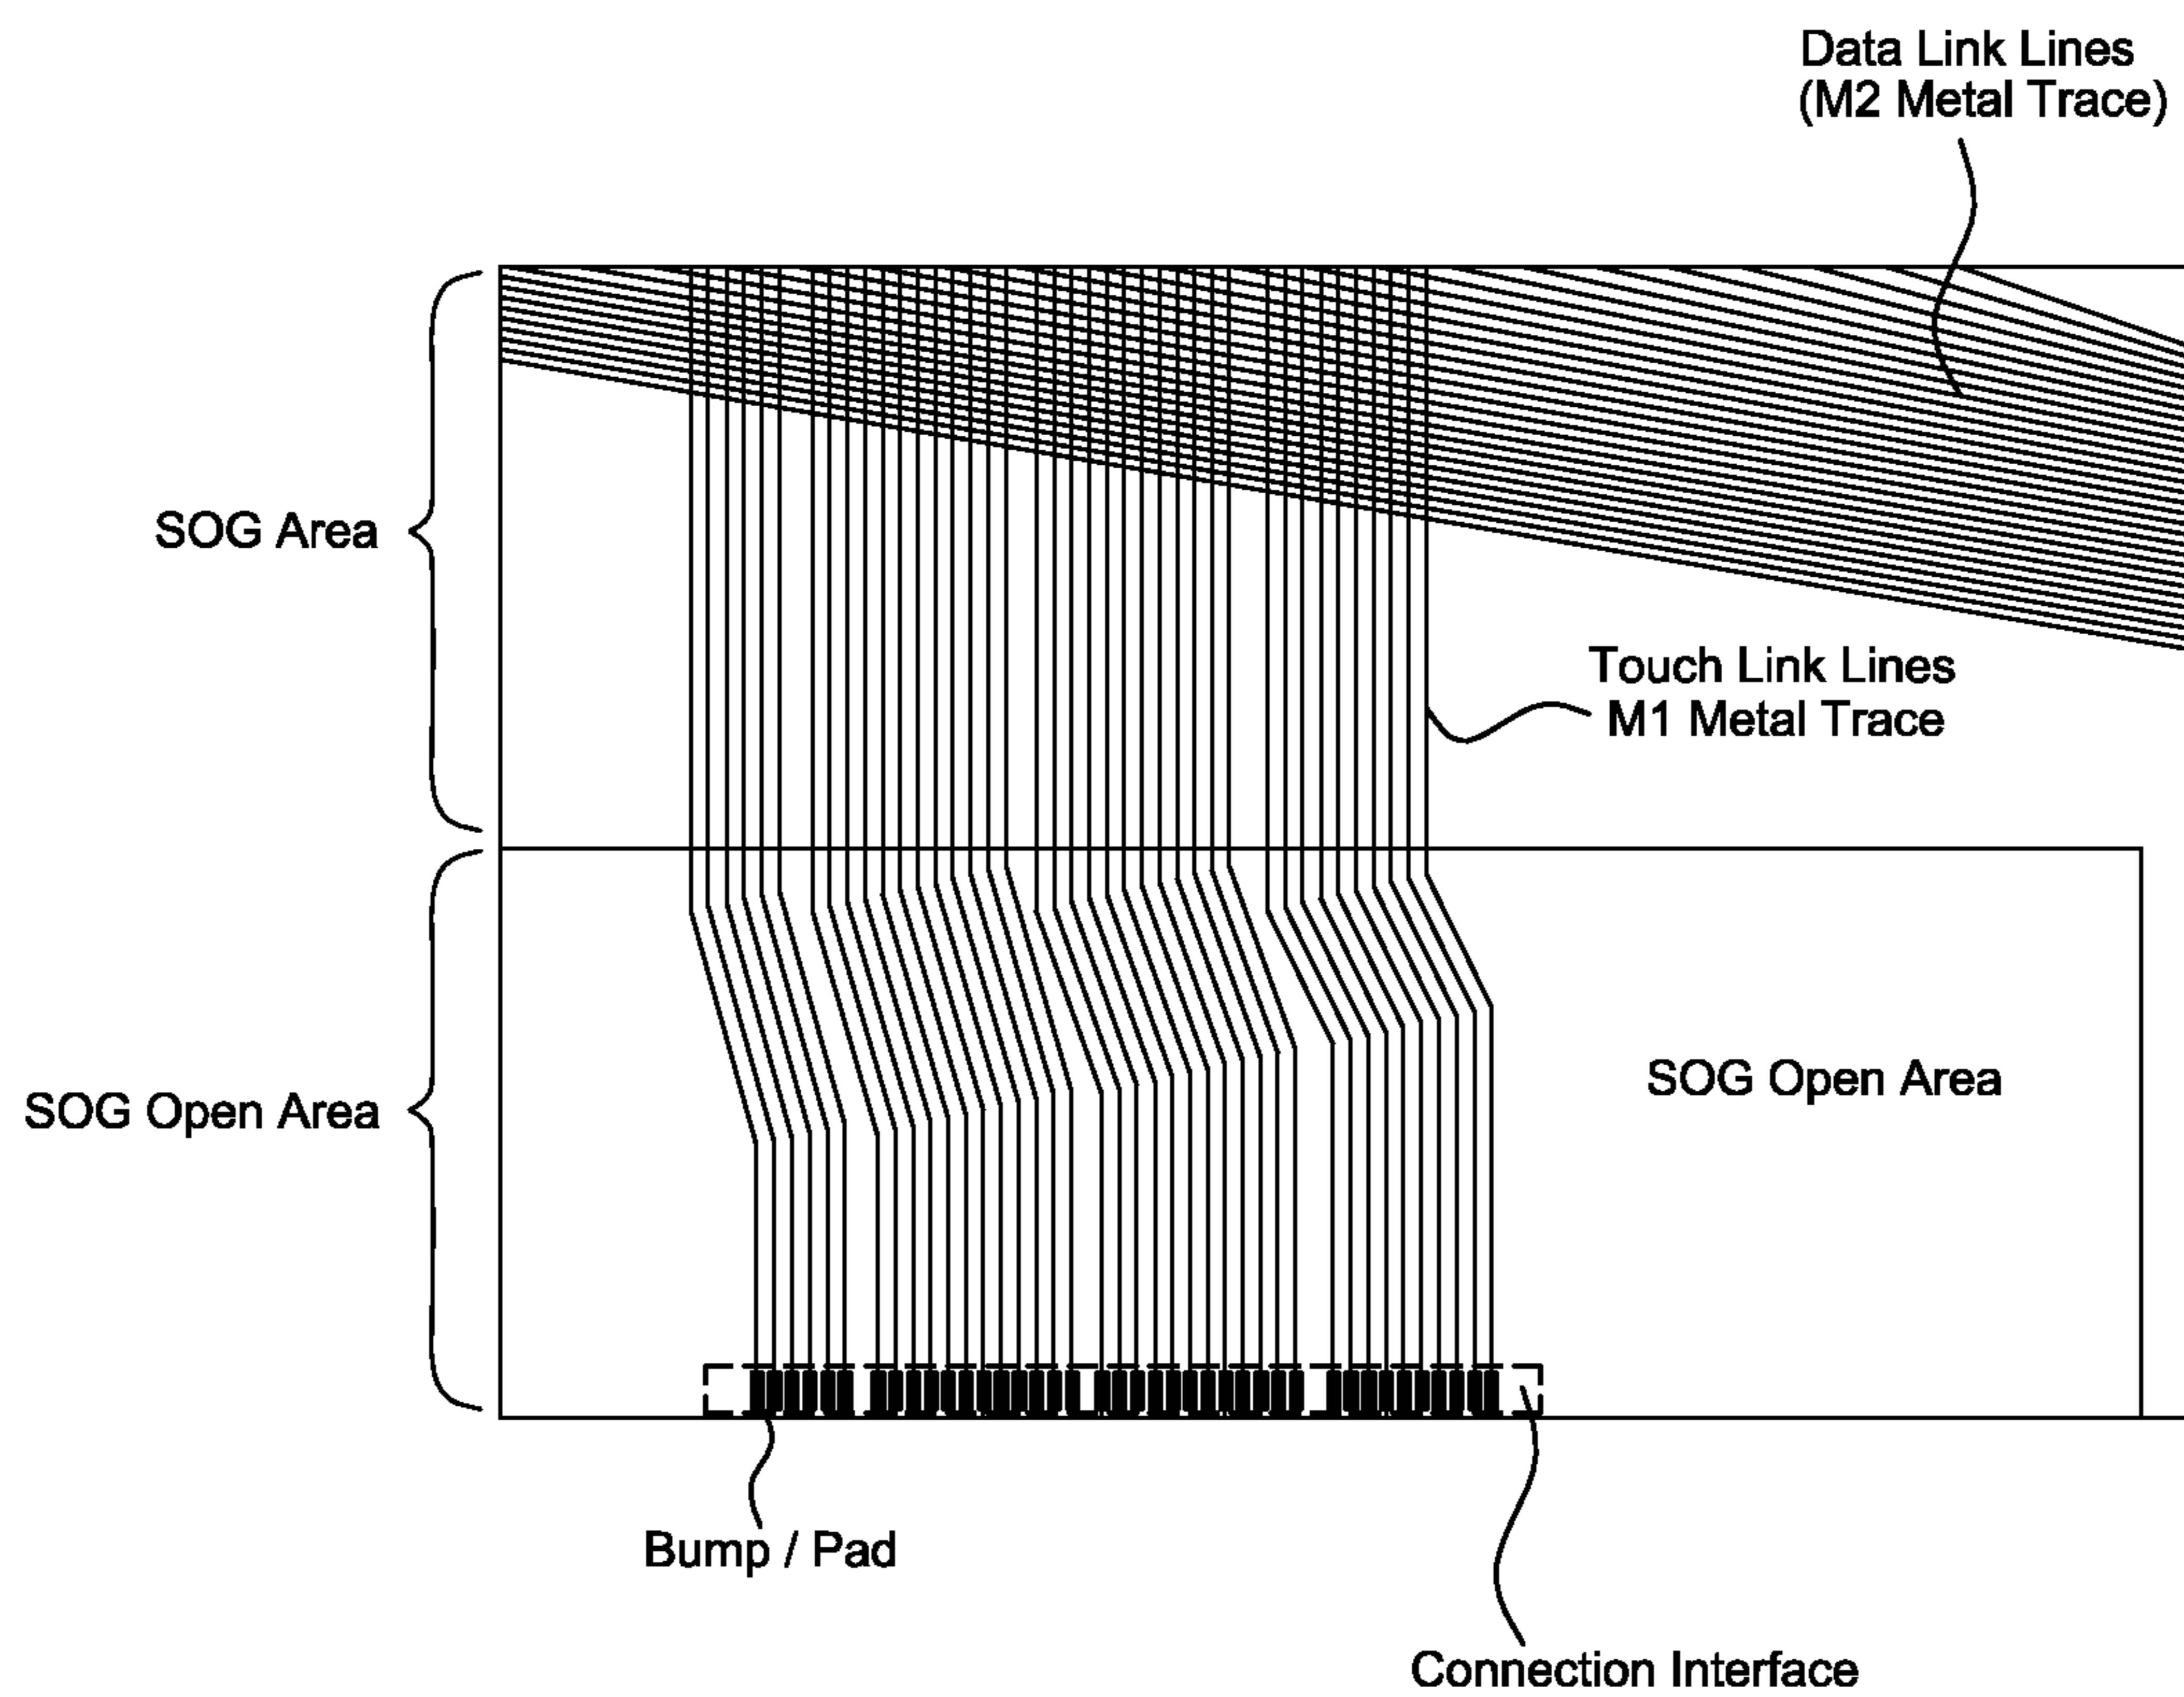 Data Link Lines
(M2 Metal Trace)
SOG Area
Touch Link Lines
M1 Metal Trace
SOG Open Area
SOG Open Area
Bump / Pad
Connection Interface